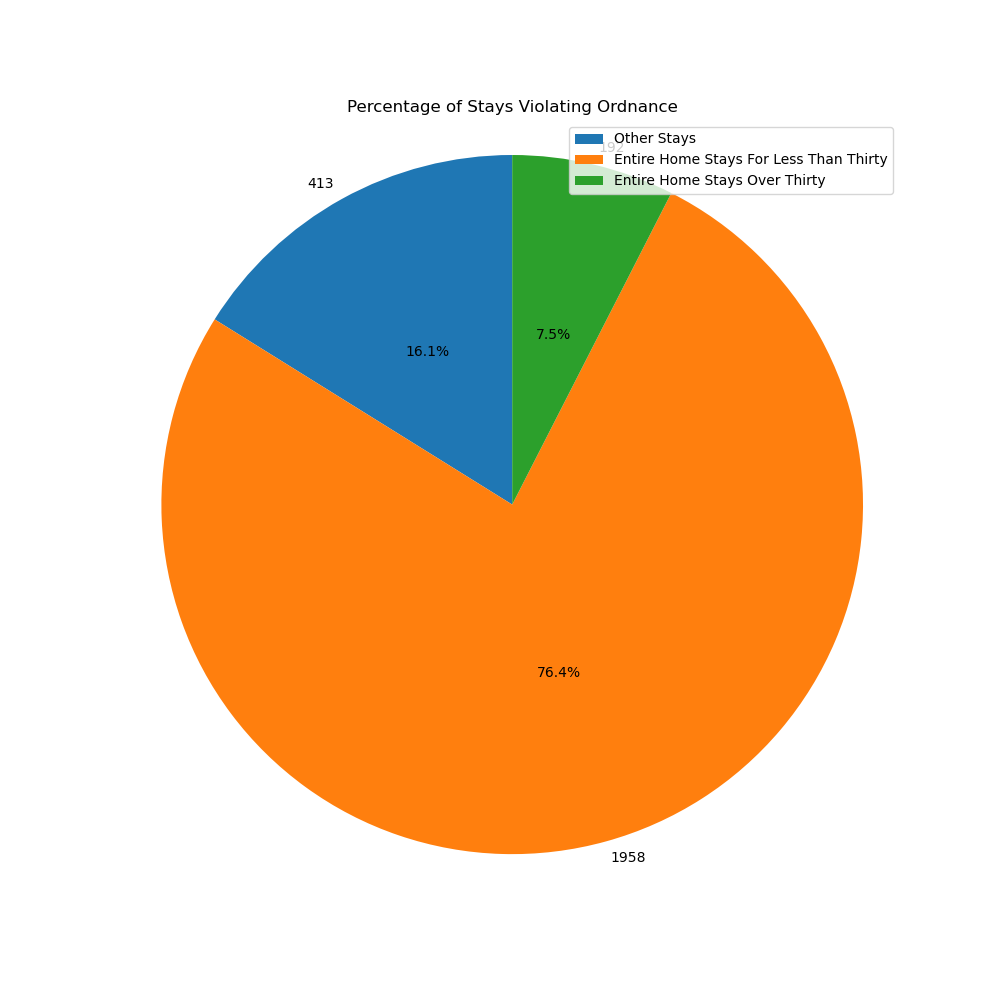 Percentage of Stays Violating Ordnance
192
Other Stays
Entire Home Stays For Less Than Thirty
Entire Home Stays Over Thirty
413
7.5%
16.1%
76.4%
1958